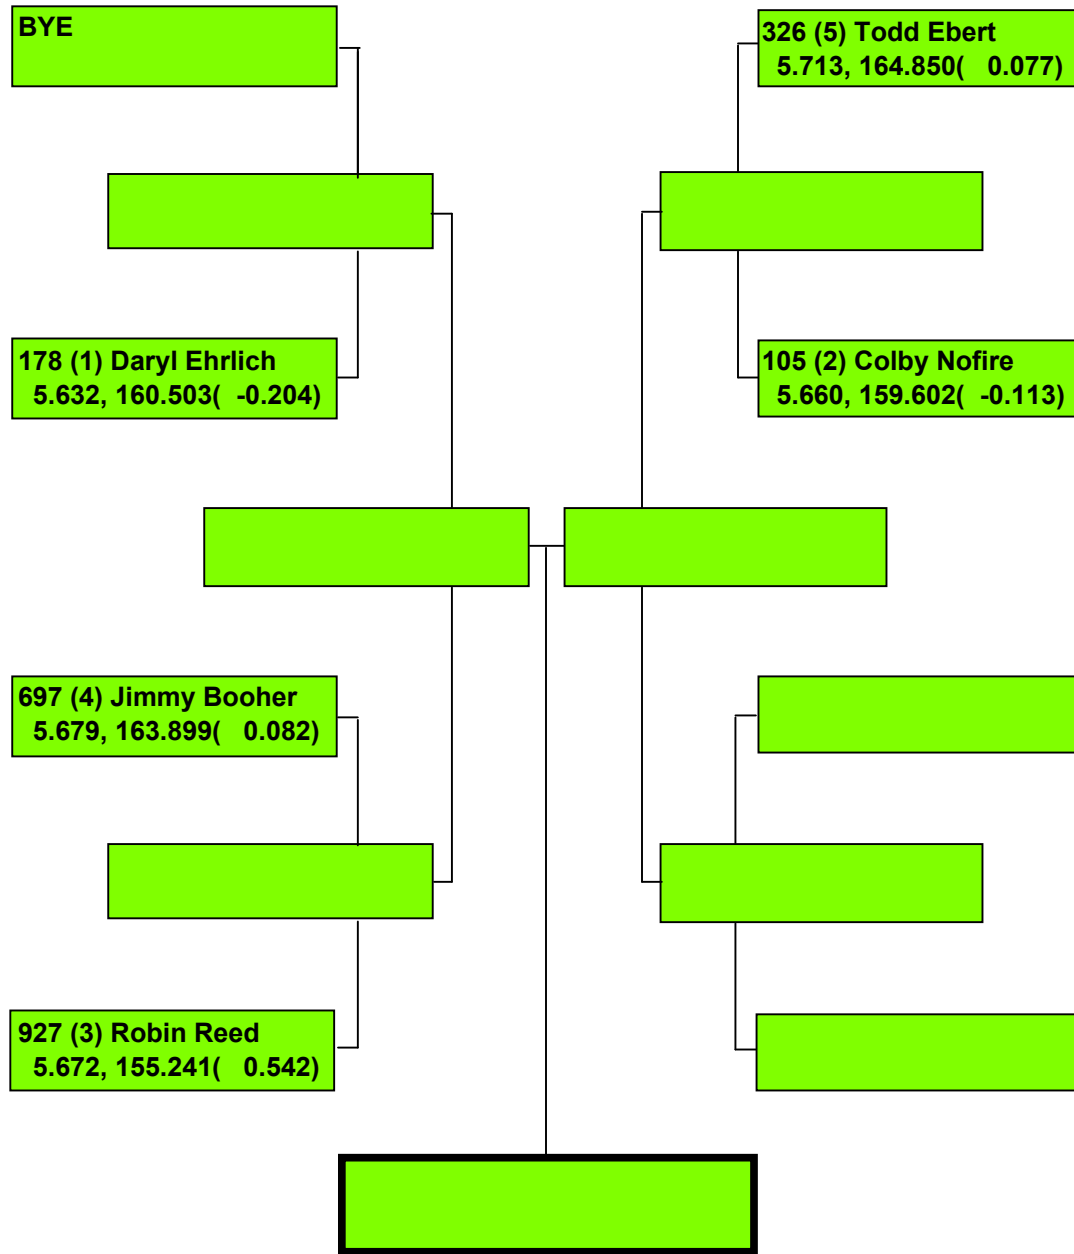 BYE
326 (5) Todd Ebert
5.713, 164.850(   0.077)
178 (1) Daryl Ehrlich
5.632, 160.503(  -0.204)
105 (2) Colby Nofire
5.660, 159.602(  -0.113)
697 (4) Jimmy Booher
5.679, 163.899(   0.082)
927 (3) Robin Reed
5.672, 155.241(   0.542)